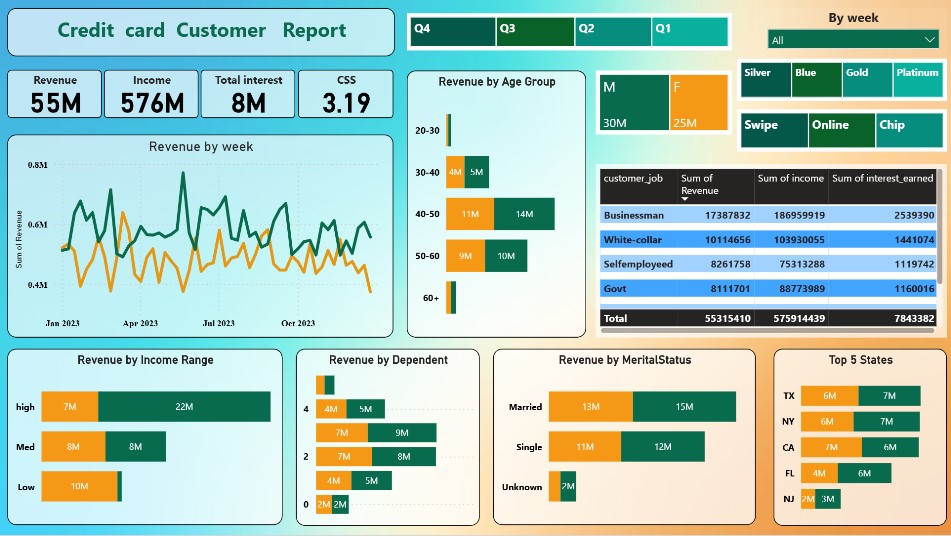 Credit card Customer Report
Q4 Q3 Q2 Q1
By week
All
Revenue
55M
Income
576M
Total interest
8M
CSS
3.19
Silver Blue Gold Platinum
Swipe Online Chip
M
30M
F
25M
Revenue by week
Sum of Revenue
0.8M
0.6M
0.4M
Jan 2023 Apr 2023 Jul 2023 Oct 2023
Revenue by Age Group
20-30
30-40 4M 5M
40-50 11M 14M
50-60 9M 10M
60+
customer_job Sum of Revenue Sum of income Sum of interest_earned
Businessman 17387832 186959919 2539390
White-collar 10114656 103930055 1441074
Selfemployeed 8261758 75313288 1119742
Govt 8111701 88773989 1160016
Total 55315410 575914439 7843382
Revenue by Income Range
high 7M 22M
Med 8M 8M
Low 10M
Revenue by Dependent
4 4M 5M
7M 9M
2 7M 8M
4M 5M
0 2M 2M
Revenue by MeritalStatus
Married 13M 15M
Single 11M 12M
Unknown 2M
Top 5 States
TX 6M 7M
NY 6M 7M
CA 7M 6M
FL 4M 6M
NJ 2M 3M